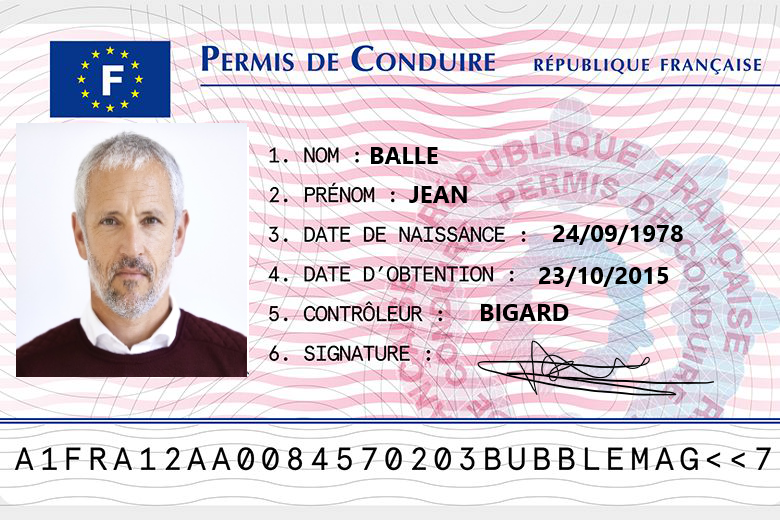 F
PERMIS DE CONDUIRE
RÉPUBLIQUE FRANÇAISE
1. NOM : BALLE
2. PRÉNOM : JEAN
3. DATE DE NAISSANCE : 24/09/1978
4. DATE D'OBTENTION : 23/10/2015
5. CONTRÔLEUR : BIGARD
6. SIGNATURE :
RÉPUBLIQUE FRANÇAISE
PERMIS DE CONDUIRE
A1FRA12AA0084570203BUBBLEMAG<<7